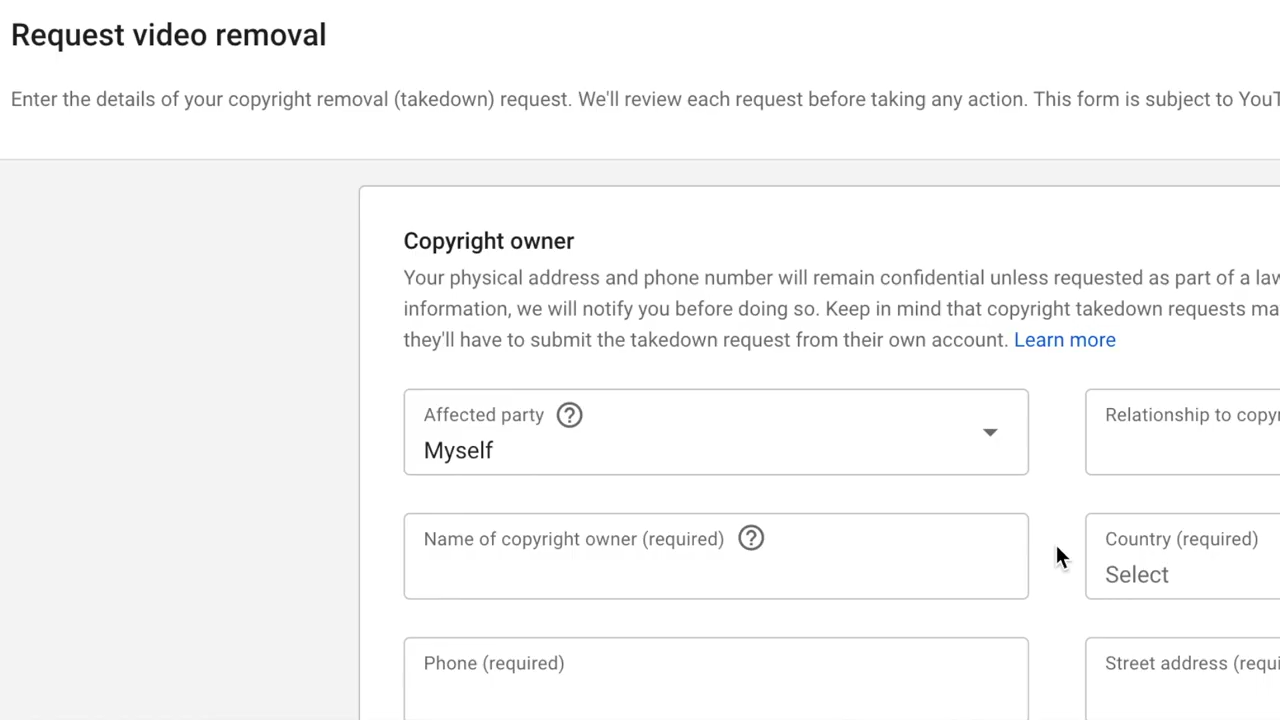 Request video removal
Enter the details of your copyright removal (takedown) request. We'll review each request before taking any action. This form is subject to
Copyright owner
Your physical address and phone number will remain confidential unless requested as part of a
information, we will notify you before doing so. Keep in mind that copyright takedown requests
they'll have to submit the takedown request from their own account. Learn more
Affected party
Myself
Relationship to
Name of copyright owner (required)
Country (required)
Select
Phone (required)
Street address